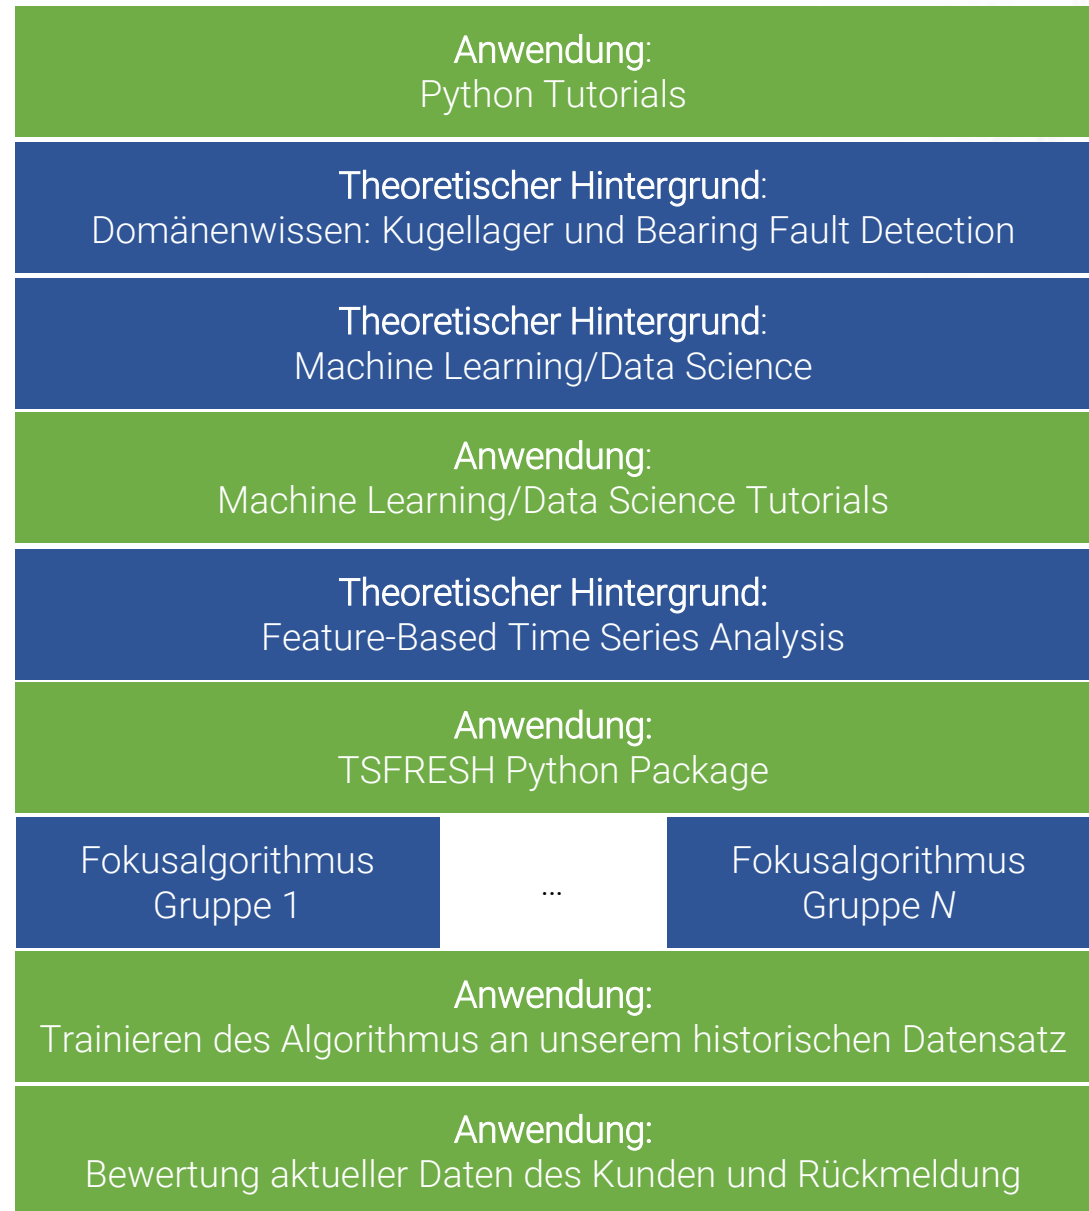 Anwendung:
Python Tutorials
Theoretischer Hintergrund:
Domänenwissen: Kugellager und Bearing Fault Detection
Theoretischer Hintergrund:
Machine Learning/Data Science
Anwendung:
Machine Learning/Data Science Tutorials
Theoretischer Hintergrund:
Feature-Based Time Series Analysis
Anwendung:
TSFRESH Python Package
Fokusalgorithmus
Gruppe 1
...
Fokusalgorithmus
Gruppe N
Anwendung:
Trainieren des Algorithmus an unserem historischen Datensatz
Anwendung:
Bewertung aktueller Daten des Kunden und Rückmeldung